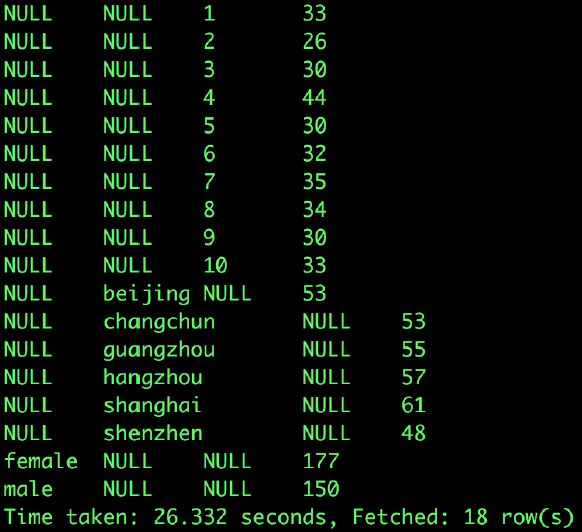 NULL NULL 1 33
NULL NULL 2 26
NULL NULL 3 30
NULL NULL 4 44
NULL NULL 5 30
NULL NULL 6 32
NULL NULL 7 35
NULL NULL 8 34
NULL NULL 9 30
NULL NULL 10 33
NULL beijing NULL 53
NULL changchun NULL 53
NULL guangzhou NULL 55
NULL hangzhou NULL 57
NULL shanghai NULL 61
NULL shenzhen NULL 48
female NULL NULL 177
male NULL NULL 150
Time taken: 26.332 seconds, Fetched: 18 row(s)